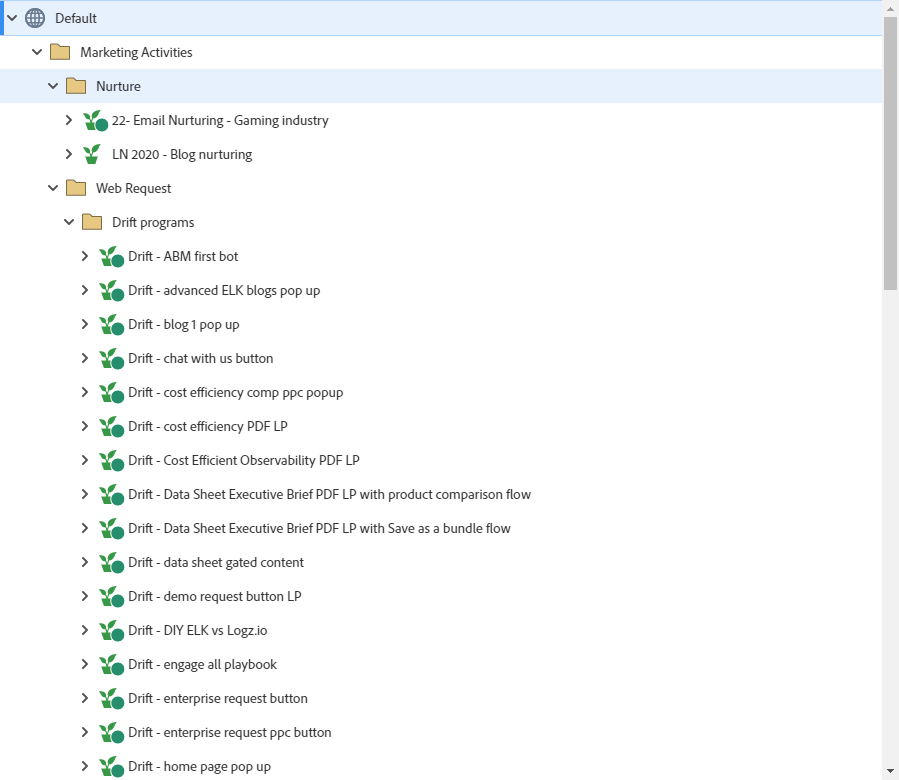 Default
Marketing Activities
Nurture
22- Email Nurturing - Gaming industry
LN 2020 - Blog nurturing
Web Request
Drift programs
Drift - ABM first bot
Drift - advanced ELK blogs pop up
Drift - blog 1 pop up
Drift - chat with us button
Drift - cost efficiency comp ppc popup
Drift - cost efficiency PDF LP
Drift - Cost Efficient Observability PDF LP
Drift - Data Sheet Executive Brief PDF LP with product comparison flow
Drift - Data Sheet Executive Brief PDF LP with Save as a bundle flow
Drift - data sheet gated content
Drift - demo request button LP
Drift - DIY ELK vs Logz.io
Drift - engage all playbook
Drift - enterprise request button
Drift - enterprise request ppc button
Drift - home page pop up